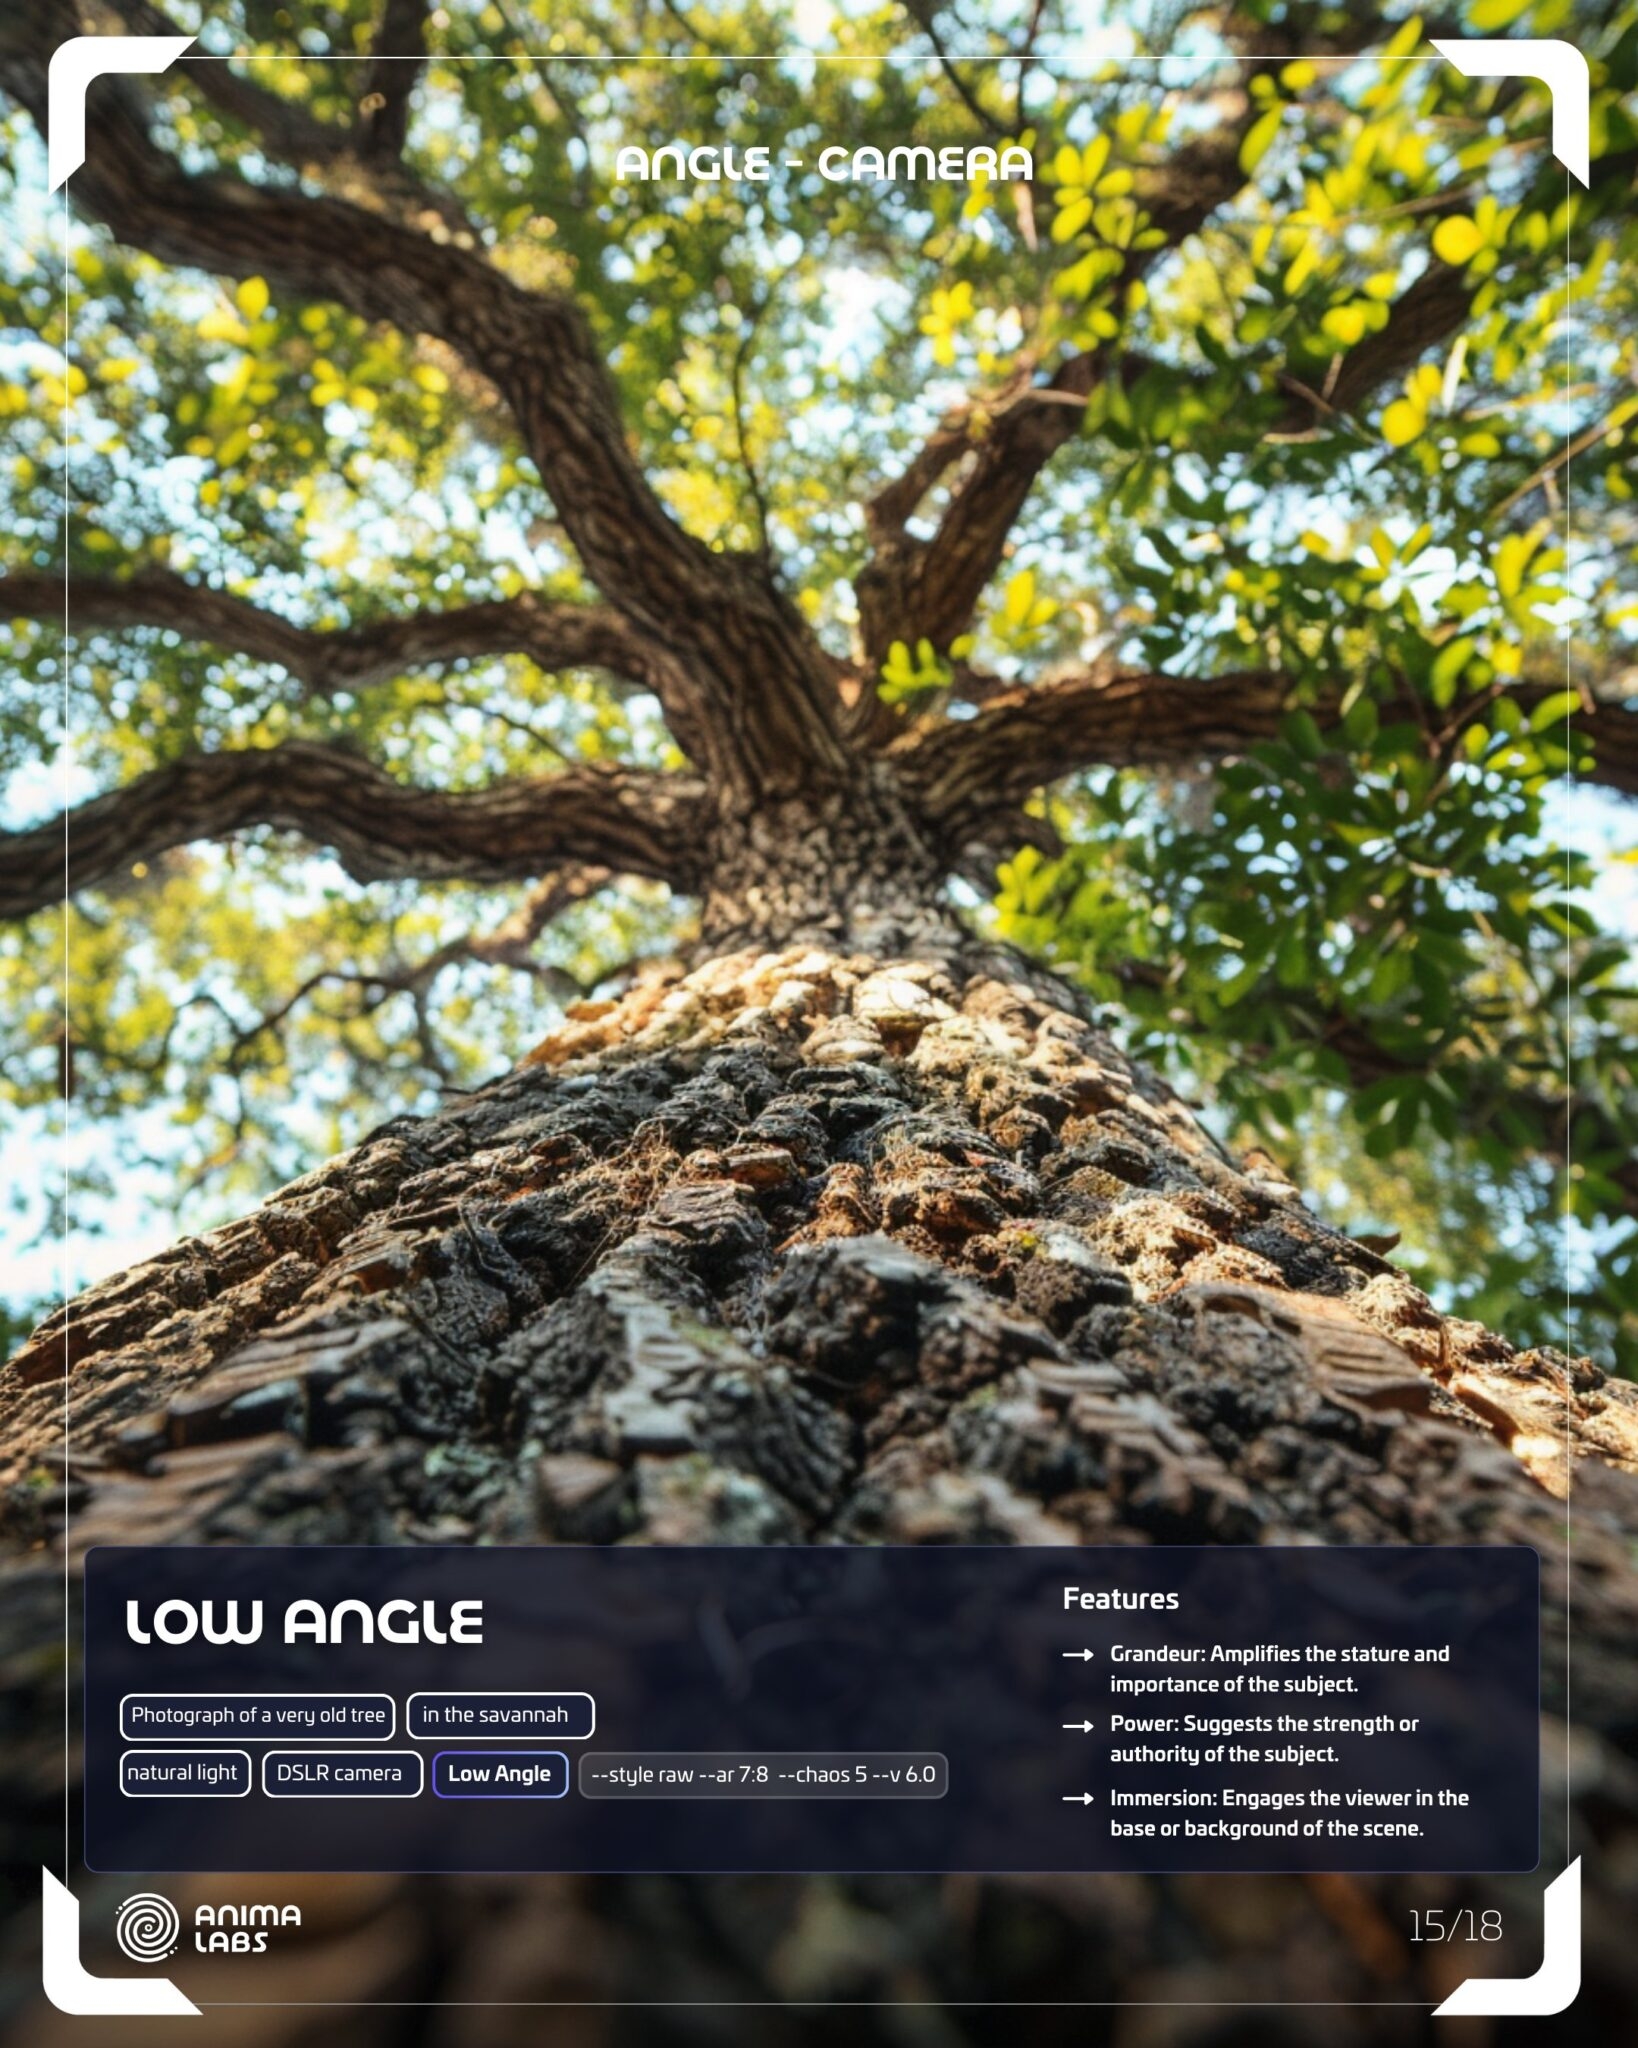 ANGLE - CAMERA
LOW ANGLE
Photograph of a very old tree
in the savannah
natural light
DSLR camera
Low Angle
--style raw --ar 7:8 --chaos 5 --v 6.0
Features
Grandeur: Amplifies the stature and
importance of the subject.
Power: Suggests the strength or
authority of the subject.
Immersion: Engages the viewer in the
base or background of the scene.
ANIMA
LABS
15/18